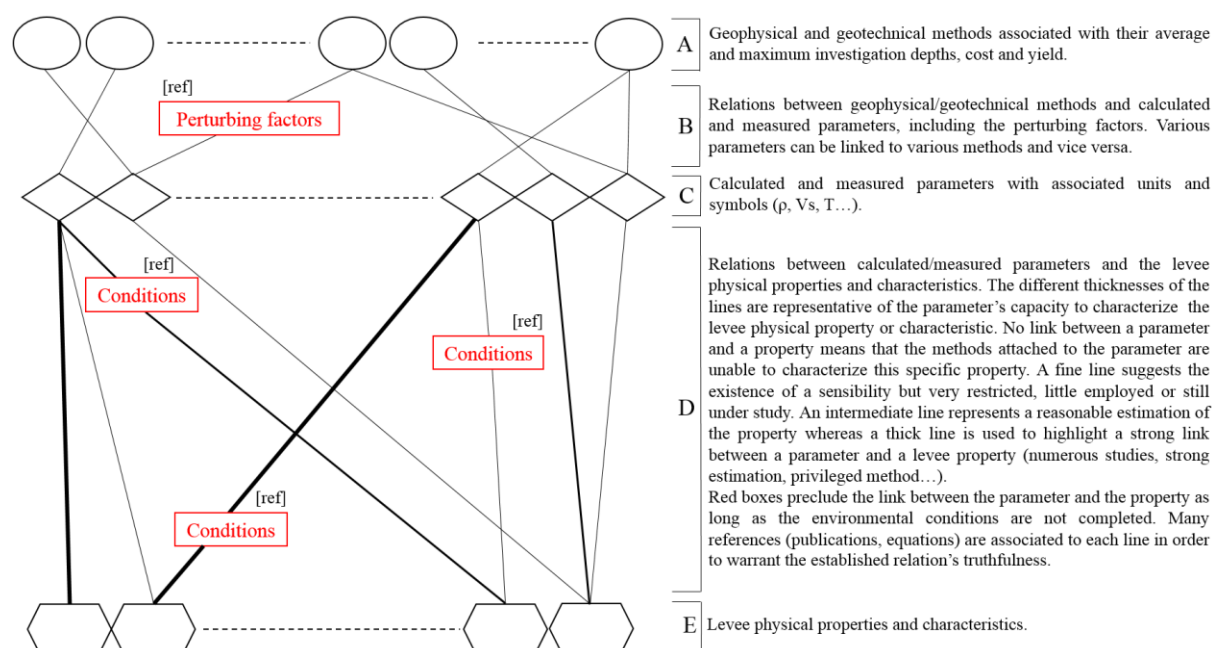 A
Geophysical and geotechnical methods associated with their average
and maximum investigation depths, cost and yield.
[ref]
Perturbing factors
B
Relations between geophysical/geotechnical methods and calculated
and measured parameters, including the perturbing factors. Various
parameters can be linked to various methods and vice versa.
C
Calculated and measured parameters with associated units and
symbols (ρ, Vs, T…).
[ref]
Conditions
[ref]
Conditions
[ref]
Conditions
D
Relations between calculated/measured parameters and the levee
physical properties and characteristics. The different thicknesses of the
lines are representative of the parameter’s capacity to characterize the
levee physical property or characteristic. No link between a parameter
and a property means that the methods attached to the parameter are
unable to characterize this specific property. A fine line suggests the
existence of a sensibility but very restricted, little employed or still
under study. An intermediate line represents a reasonable estimation of
the property whereas a thick line is used to highlight a strong link
between a parameter and a levee property (numerous studies, strong
estimation, privileged method…).
Red boxes preclude the link between the parameter and the property as
long as the environmental conditions are not completed. Many
references (publications, equations) are associated to each line in order
to warrant the established relation’s truthfulness.
E
Levee physical properties and characteristics.